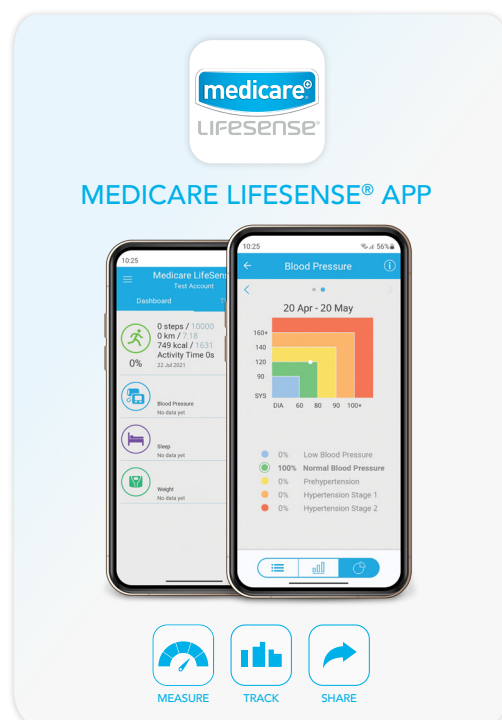 medicare®
LIFESENSE®
MEDICARE LIFESENSE® APP
10:25
Medicare LifeSen
Test Account
Dashboard
0 steps / 10000
0 km / 7.18
749 kcal / 1631
Activity Time 0s
22 Jul 2021
0%
Blood Pressure
No data yet
Sleep
No data yet
Weight
No data yet
10:25
56%
Blood Pressure
20 Apr - 20 May
160+
140
120
90
SYS
DIA 60 80 90 100+
0% Low Blood Pressure
100% Normal Blood Pressure
0% Prehypertension
0% Hypertension Stage 1
0% Hypertension Stage 2
MEASURE
TRACK
SHARE